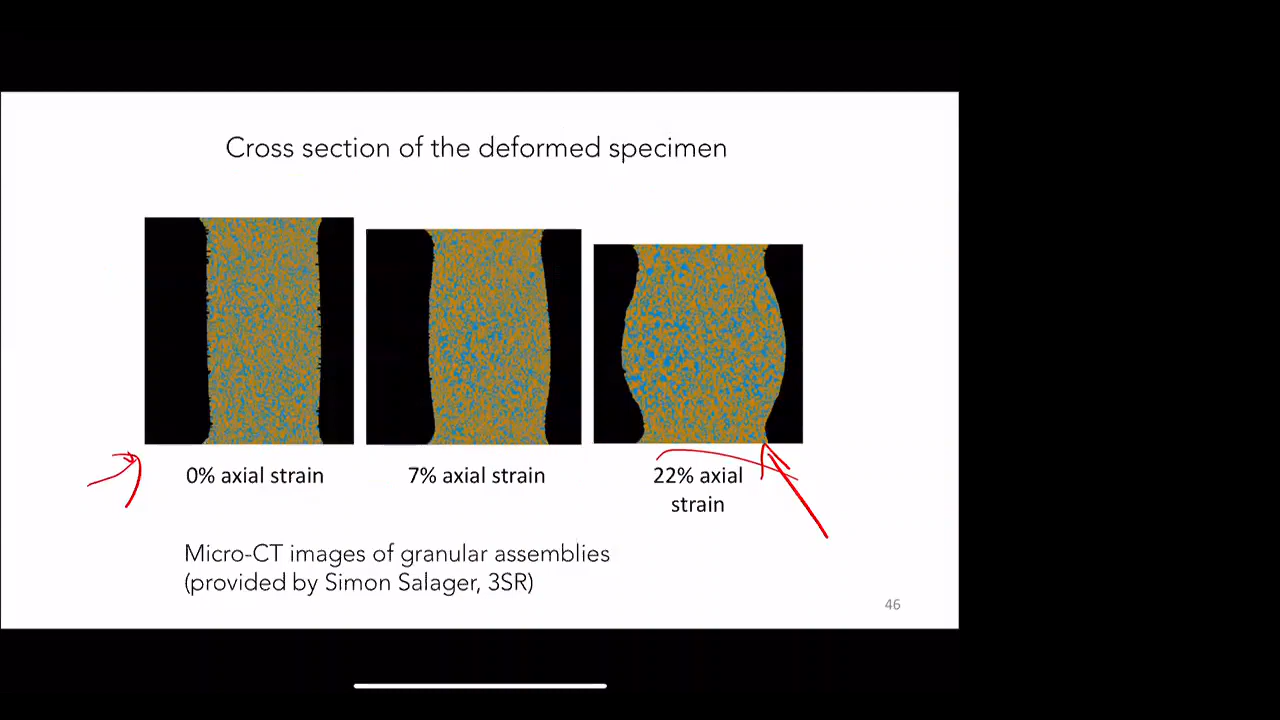 Cross section of the deformed specimen
0% axial strain
7% axial strain
22% axial
strain
Micro-CT images of granular assemblies
(provided by Simon Salager, 3SR)
46